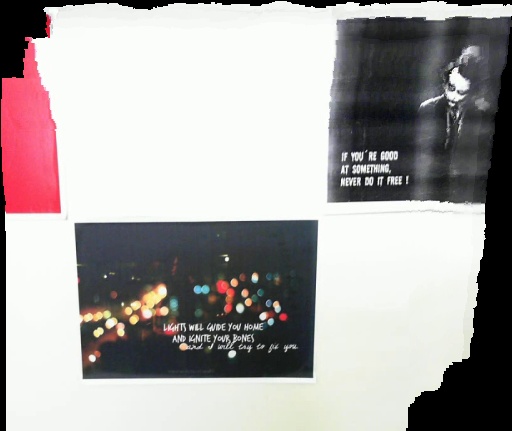 IF YOU'RE GOOD
AT SOMETHING,
NEVER DO IT FREE !
LIGHTS WILL GUIDE YOU HOME
AND IGNITE YOUR BONES
and I will try to fix you